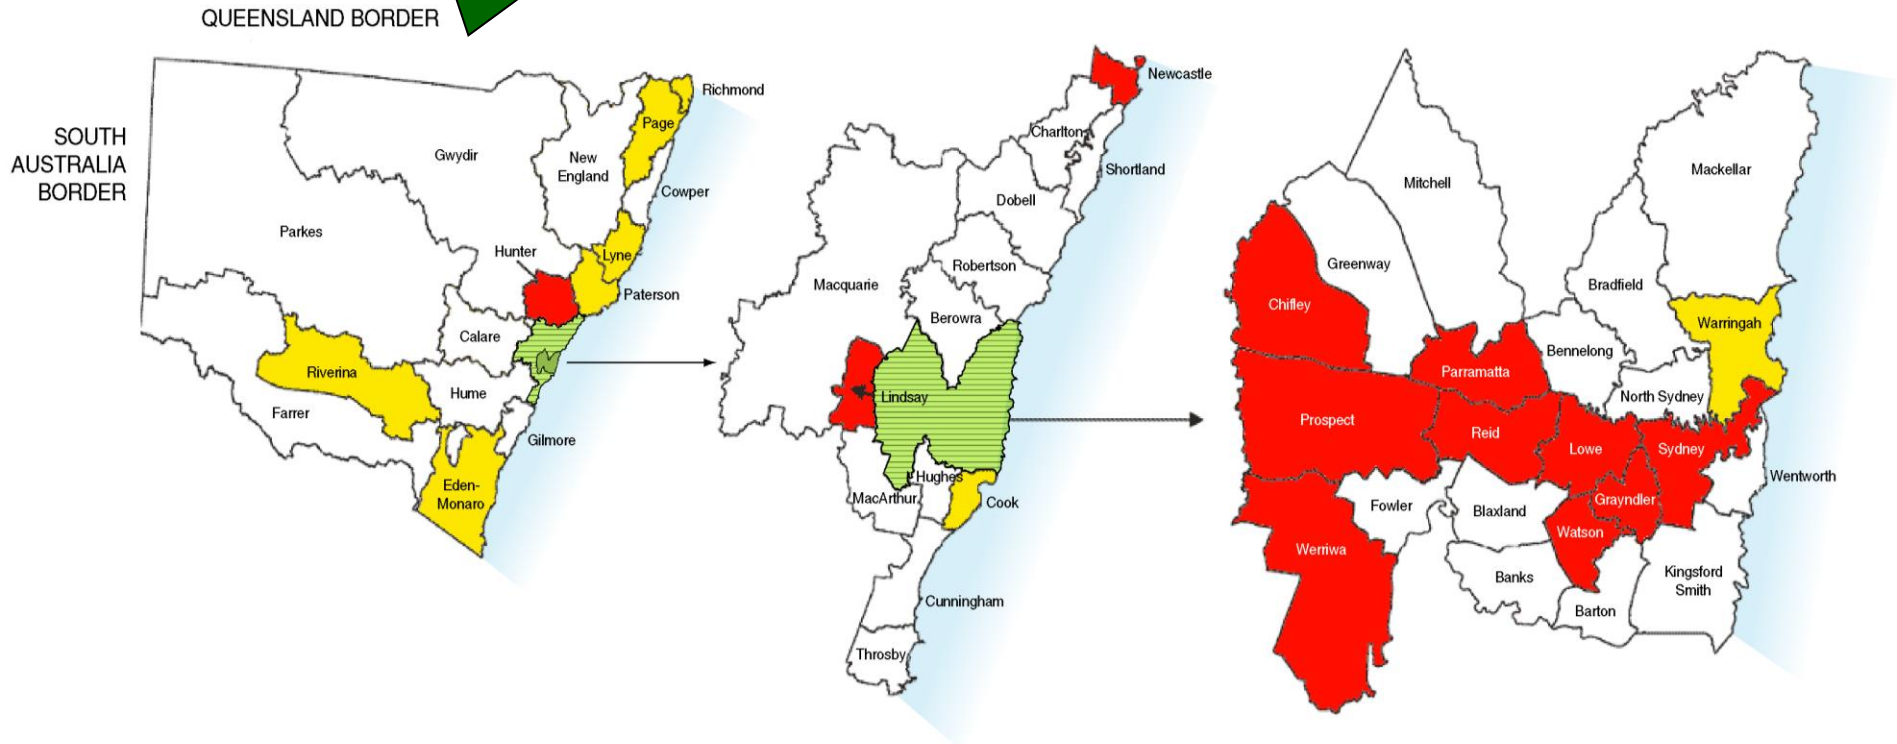 QUEENSLAND BORDER
SOUTH
AUSTRALIA
BORDER
Richmond
Page
Gwydir
New
England
Cowper
Parkes
Hunter
Lyne
Paterson
Calare
Riverina
Hume
Farrer
Gilmore
Eden-
Monaro
Newcastle
Charlton
Shortland
Dobell
Robertson
Macquarie
Berowra
Lindsay
Hughes
MacArthur
Cook
Cunningham
Throsby
Mackellar
Mitchell
Greenway
Bradfield
Chifley
Warringah
Bennelong
Parramatta
North Sydney
Prospect
Reid
Lowe
Sydney
Wentworth
Grayndler
Fowler
Blaxland
Watson
Werriwa
Banks
Kingsford
Smith
Barton